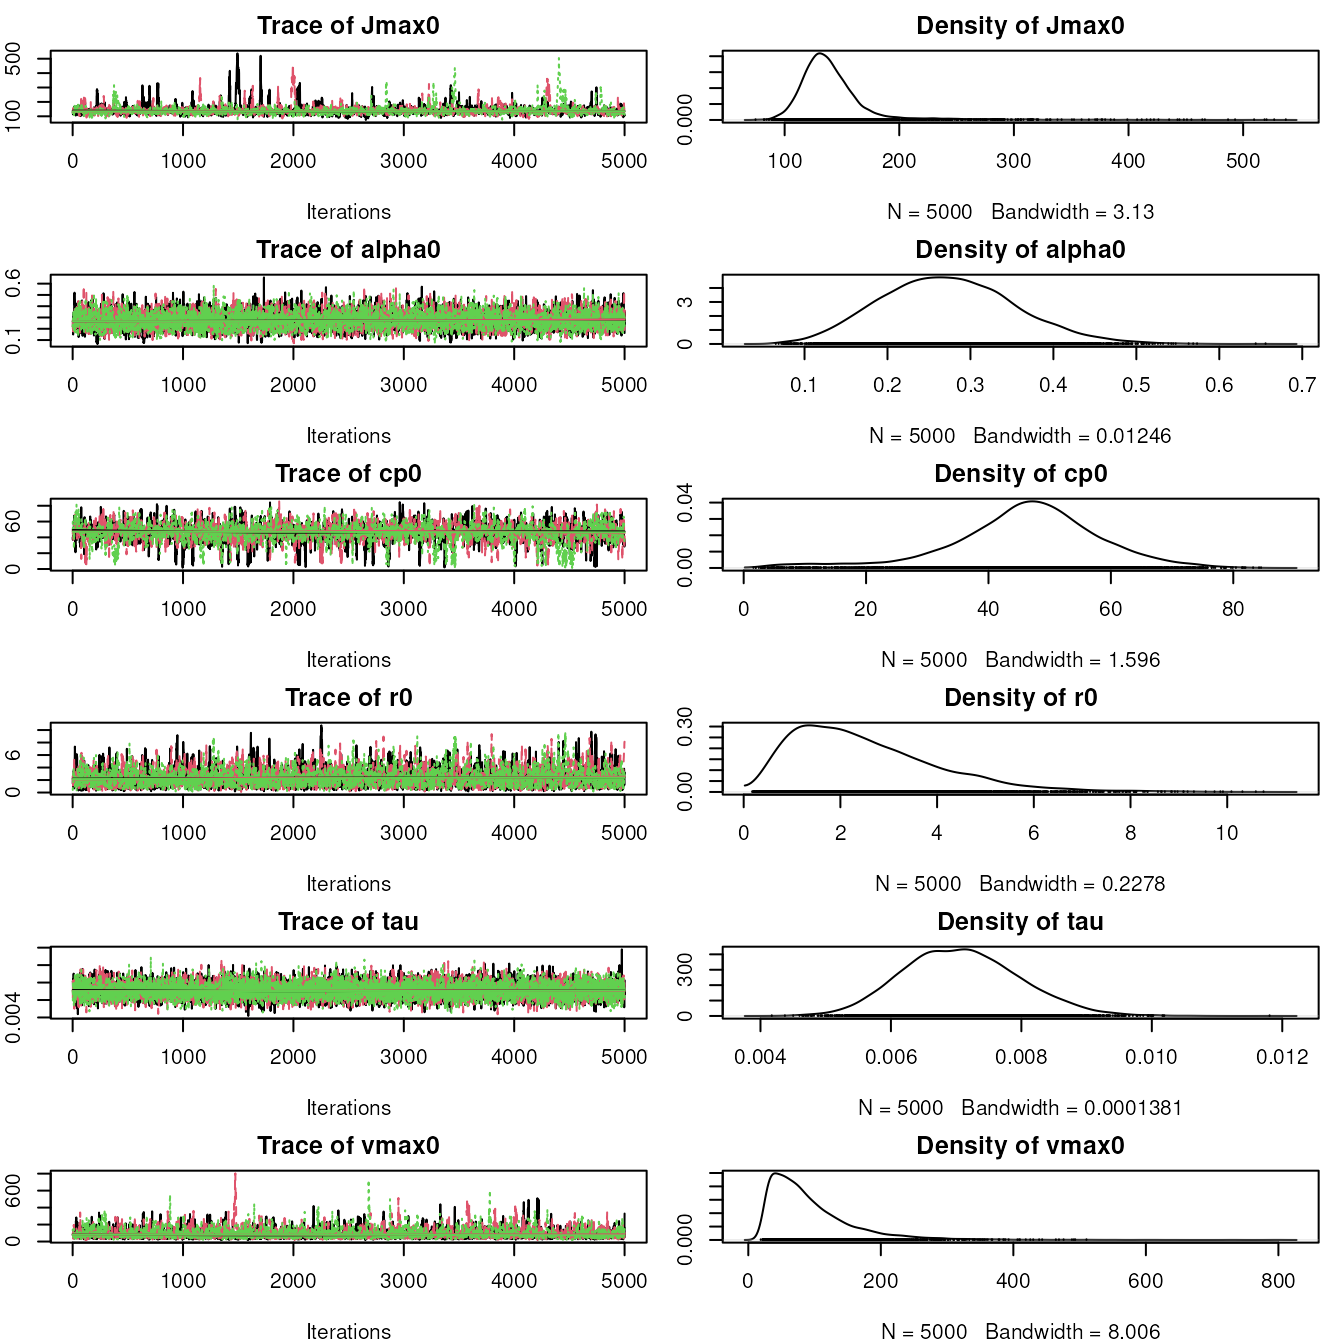 Trace of Jmax0
Density of Jmax0
500
100
0 1000 2000 3000 4000 5000
Iterations
0.000
100 200 300 400 500
N = 5000 Bandwidth = 3.13
Trace of alpha0
Density of alpha0
0.6
0.1
0 1000 2000 3000 4000 5000
Iterations
3
0
0.1 0.2 0.3 0.4 0.5 0.6 0.7
N = 5000 Bandwidth = 0.01246
Trace of cp0
Density of cp0
60
0
0 1000 2000 3000 4000 5000
Iterations
0.04
0.00
0 20 40 60 80
N = 5000 Bandwidth = 1.596
Trace of r0
Density of r0
6
0
0 1000 2000 3000 4000 5000
Iterations
0.30
0.00
0 2 4 6 8 10
N = 5000 Bandwidth = 0.2278
Trace of tau
Density of tau
0.004
0 1000 2000 3000 4000 5000
Iterations
300
0
0.004 0.006 0.008 0.010 0.012
N = 5000 Bandwidth = 0.0001381
Trace of vmax0
Density of vmax0
600
0
0 1000 2000 3000 4000 5000
Iterations
0.000
0 200 400 600 800
N = 5000 Bandwidth = 8.006